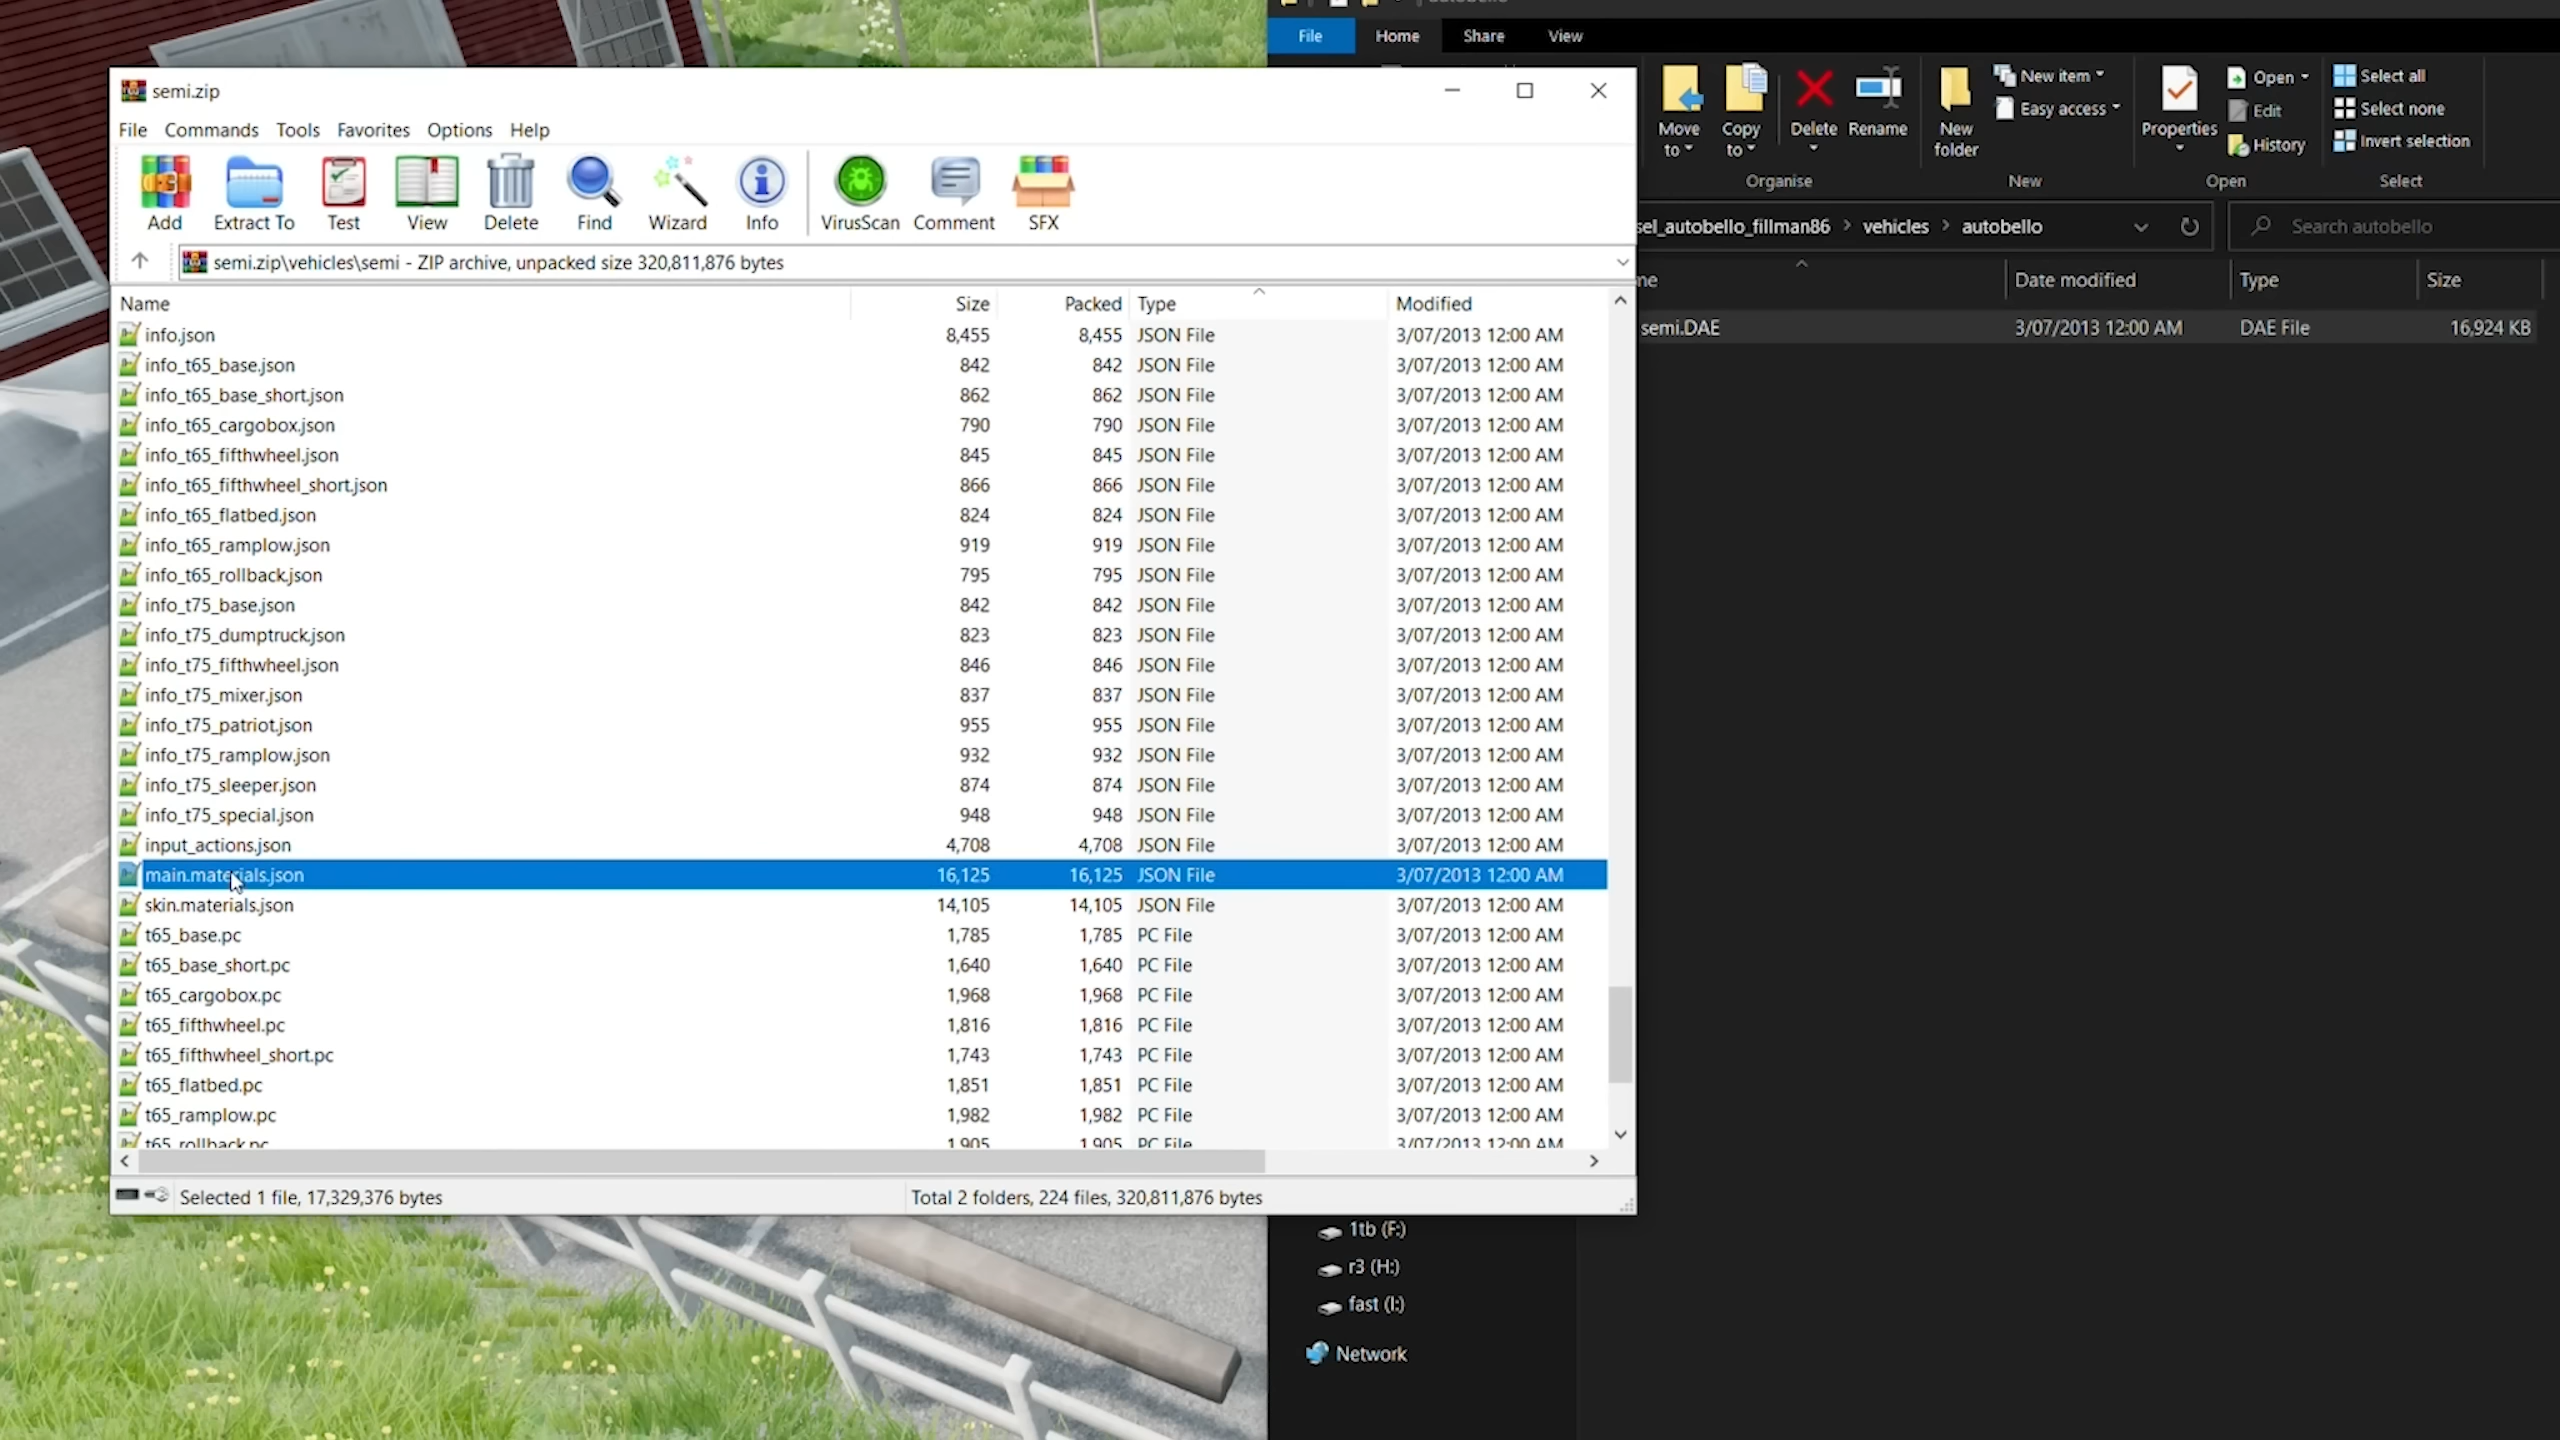 semi.zip
File Commands Tools Favorites Options Help
Add Extract To Test View Delete Find Wizard Info VirusScan Comment SFX
semi.zip\vehicles\semi - ZIP archive, unpacked size 320,811,876 bytes
Name Size Packed Type Modified
info.json 8,455 8,455 JSON File 3/07/2013 12:00 AM
info_t65_base.json 842 842 JSON File 3/07/2013 12:00 AM
info_t65_base_short.json 862 862 JSON File 3/07/2013 12:00 AM
info_t65_cargobox.json 790 790 JSON File 3/07/2013 12:00 AM
info_t65_fifthwheel.json 845 845 JSON File 3/07/2013 12:00 AM
info_t65_fifthwheel_short.json 866 866 JSON File 3/07/2013 12:00 AM
info_t65_flatbed.json 824 824 JSON File 3/07/2013 12:00 AM
info_t65_ramplow.json 919 919 JSON File 3/07/2013 12:00 AM
info_t65_rollback.json 795 795 JSON File 3/07/2013 12:00 AM
info_t75_base.json 842 842 JSON File 3/07/2013 12:00 AM
info_t75_dumptruck.json 823 823 JSON File 3/07/2013 12:00 AM
info_t75_fifthwheel.json 846 846 JSON File 3/07/2013 12:00 AM
info_t75_mixer.json 837 837 JSON File 3/07/2013 12:00 AM
info_t75_patriot.json 955 955 JSON File 3/07/2013 12:00 AM
info_t75_ramplow.json 932 932 JSON File 3/07/2013 12:00 AM
info_t75_sleeper.json 874 874 JSON File 3/07/2013 12:00 AM
info_t75_special.json 948 948 JSON File 3/07/2013 12:00 AM
input_actions.json 4,708 4,708 JSON File 3/07/2013 12:00 AM
main.materials.json 16,125 16,125 JSON File 3/07/2013 12:00 AM
skin.materials.json 14,105 14,105 JSON File 3/07/2013 12:00 AM
t65_base.pc 1,785 1,785 PC File 3/07/2013 12:00 AM
t65_base_short.pc 1,640 1,640 PC File 3/07/2013 12:00 AM
t65_cargobox.pc 1,968 1,968 PC File 3/07/2013 12:00 AM
t65_fifthwheel.pc 1,816 1,816 PC File 3/07/2013 12:00 AM
t65_fifthwheel_short.pc 1,743 1,743 PC File 3/07/2013 12:00 AM
t65_flatbed.pc 1,851 1,851 PC File 3/07/2013 12:00 AM
t65_ramplow.pc 1,982 1,982 PC File 3/07/2013 12:00 AM
t65_rollback.pc 1,905 1,905 PC File 3/07/2013 12:00 AM
Selected 1 file, 17,329,376 bytes Total 2 folders, 224 files, 320,811,876 bytes
File Home Share View
Move to Copy to Delete Rename New folder New item Easy access Properties Open Edit History Select all Select none Invert selection
Organise New Open Select
sel_autobello_fillman86 > vehicles > autobello Search autobello
me Date modified Type Size
semi.DAE 3/07/2013 12:00 AM DAE File 16,924 KB
1tb (F:)
r3 (H:)
fast (I:)
Network